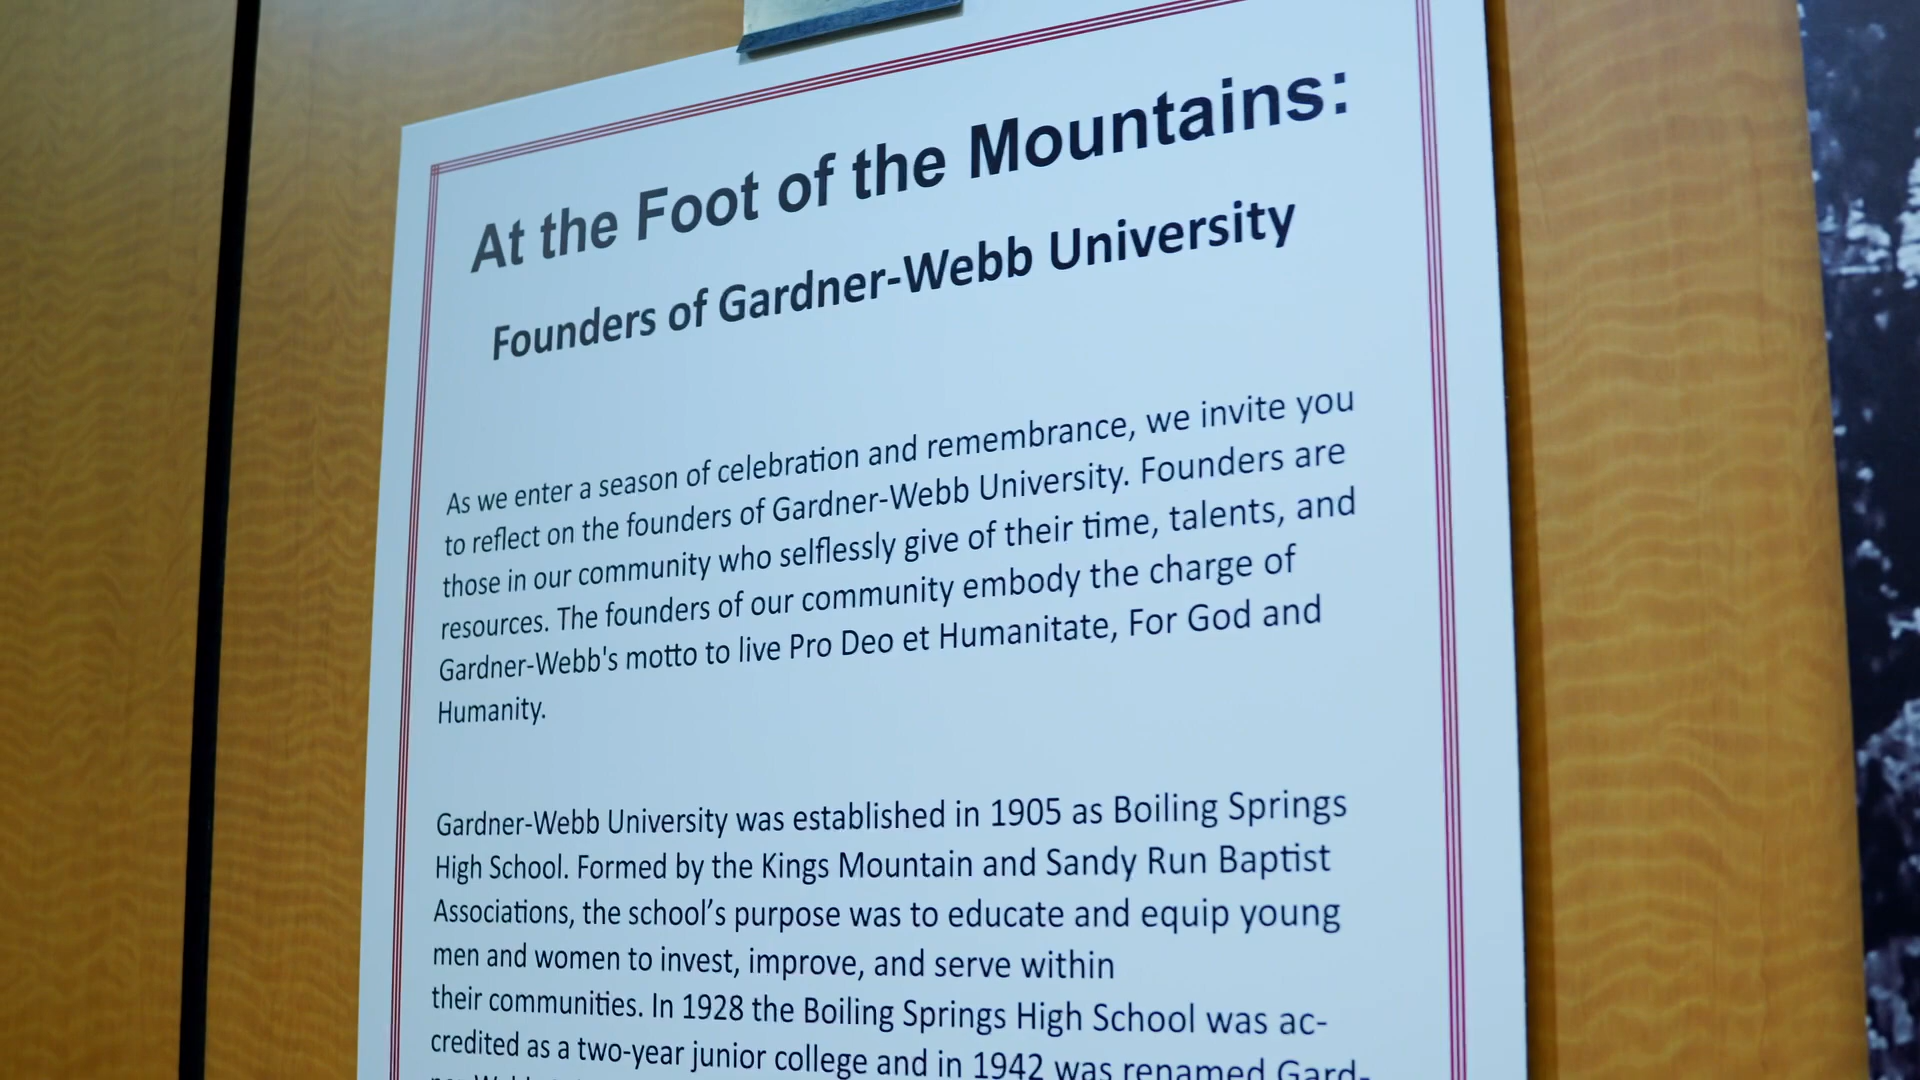 At the Foot of the Mountains:
Founders of Gardner-Webb University
As we enter a season of celebration and remembrance, we invite you
to reflect on the founders of Gardner-Webb University. Founders are
those in our community who selflessly give of their time, talents, and
resources. The founders of our community embody the charge of
Gardner-Webb's motto to live Pro Deo et Humanitate, For God and
Humanity.
Gardner-Webb University was established in 1905 as Boiling Springs
High School. Formed by the Kings Mountain and Sandy Run Baptist
Associations, the school’s purpose was to educate and equip young
men and women to invest, improve, and serve within
their communities. In 1928 the Boiling Springs High School was ac-
credited as a two-year junior college and in 1942 was renamed Gard-